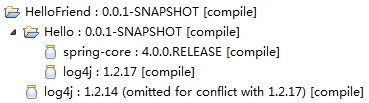 HelloFriend : 0.0.1-SNAPSHOT [compile]
Hello : 0.0.1-SNAPSHOT [compile]
spring-core : 4.0.0.RELEASE [compile]
log4j : 1.2.17 [compile]
log4j : 1.2.14 (omitted for conflict with 1.2.17) [compile]